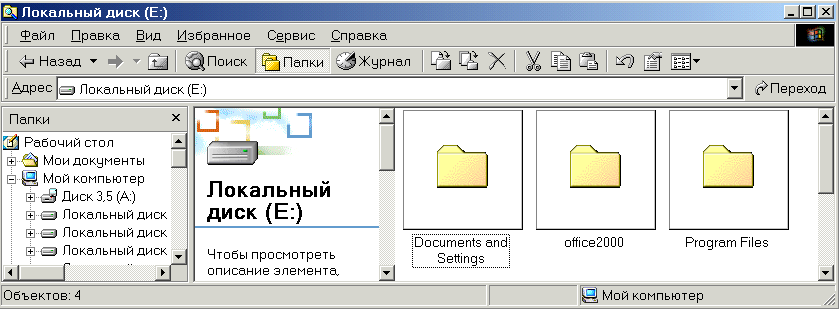 Локальный диск (E:)
Файл Правка Вид Избранное Сервис Справка
Назад Поиск Папки Журнал
Адрес Локальный диск (E:) Переход
Папки
Рабочий стол
Мои документы
Мой компьютер
Диск 3,5 (A:)
Локальный диск
Локальный диск
Локальный диск
Локальный
диск (E:)
Чтобы просмотреть
описание элемента,
Documents and
Settings
office2000
Program Files
Объектов: 4
Мой компьютер